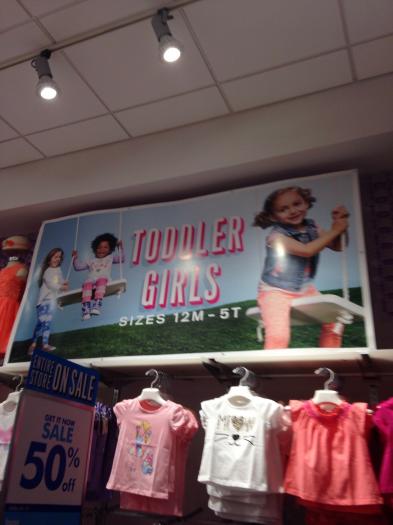 TODDLER
GIRLS
SIZES 12M - 5T
ENTIRE
STORE ON SALE
GET IT NOW
SALE
50% off
MEOW